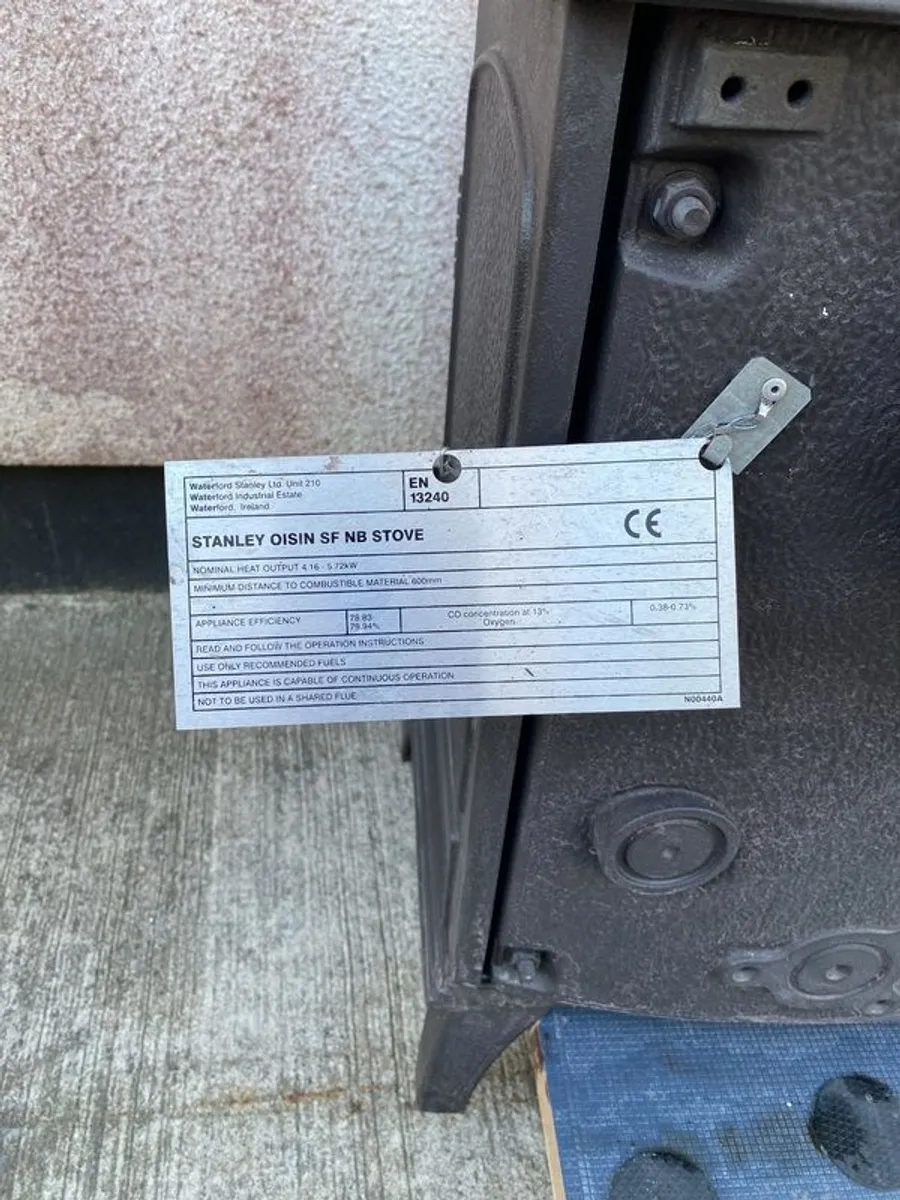 Waterford Stanley Ltd. Unit 210
Waterford Industrial Estate
Waterford, Ireland
EN
13240
STANLEY OISIN SF NB STOVE
CE
NOMINAL HEAT OUTPUT 4.16 - 5.72kW
MINIMUM DISTANCE TO COMBUSTIBLE MATERIAL 600mm
APPLIANCE EFFICIENCY
78.83-
79.94%
CO concentration at 13%
Oxygen
0.38-0.73%
READ AND FOLLOW THE OPERATION INSTRUCTIONS
USE ONLY RECOMMENDED FUELS
THIS APPLIANCE IS CAPABLE OF CONTINUOUS OPERATION
NOT TO BE USED IN A SHARED FLUE
N00440A